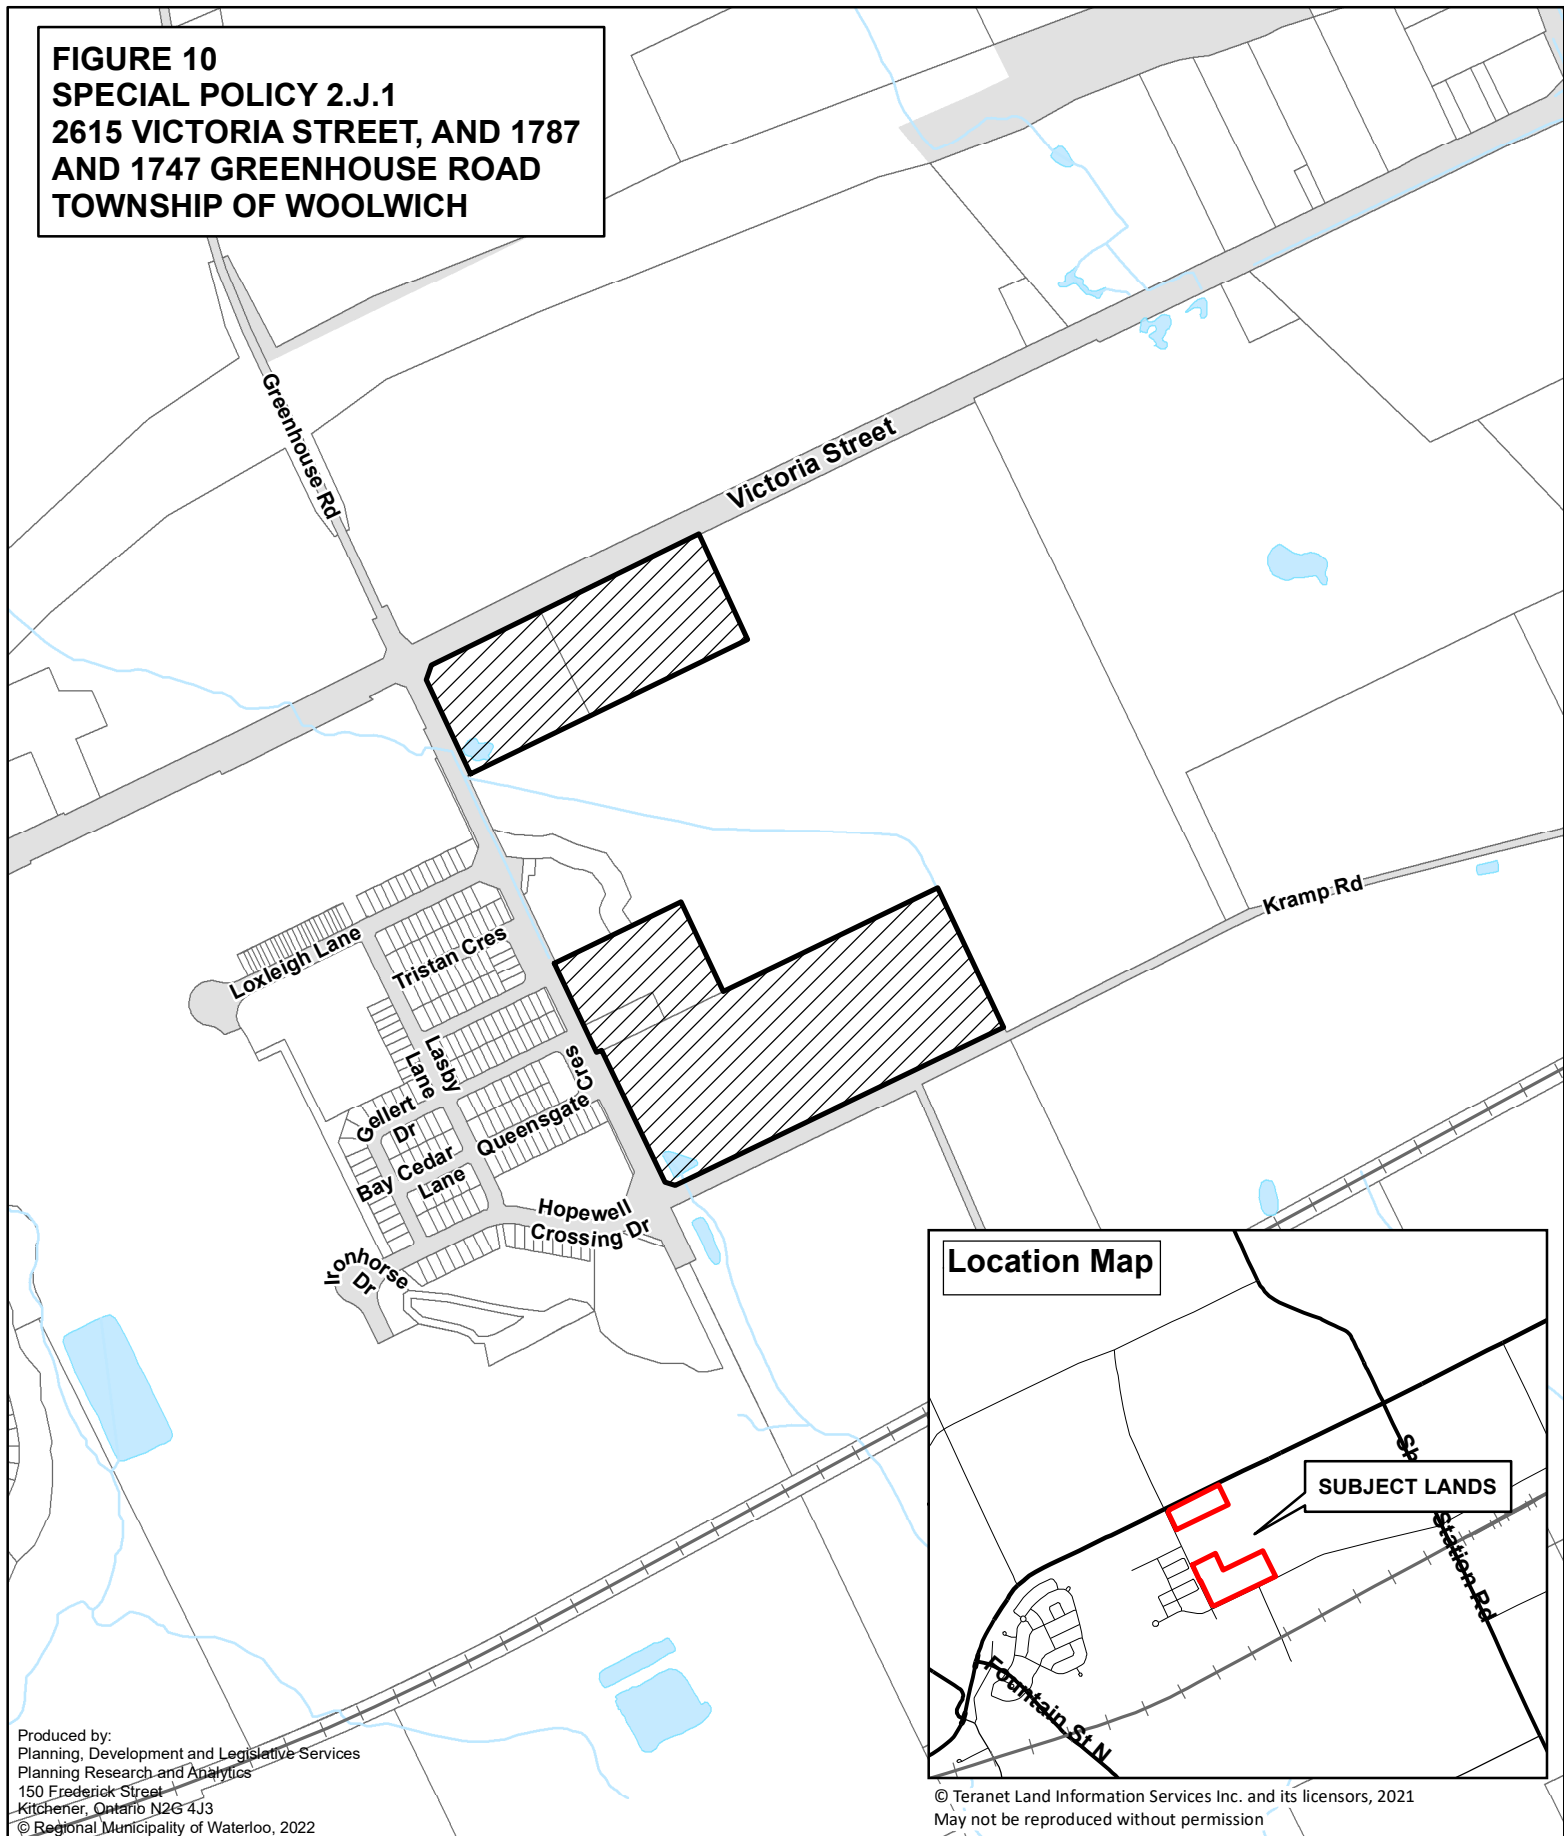 FIGURE 10
SPECIAL POLICY 2.J.1
2615 VICTORIA STREET, AND 1787
AND 1747 GREENHOUSE ROAD
TOWNSHIP OF WOOLWICH
Greenhouse Rd
Victoria Street
Kramp Rd
Loxleigh Lane
Tristan Cres
Lasby
Lane
Gellert
Dr
Queensgate
Cres
Bay Cedar
Lane
Hopewell
Crossing Dr
Ironhorse
Dr
Location Map
SUBJECT LANDS
Station Rd
Fountain St N
Produced by:
Planning, Development and Legislative Services
Planning Research and Analytics
150 Frederick Street
Kitchener, Ontario N2G 4J3
© Regional Municipality of Waterloo, 2022
© Teranet Land Information Services Inc. and its licensors, 2021
May not be reproduced without permission